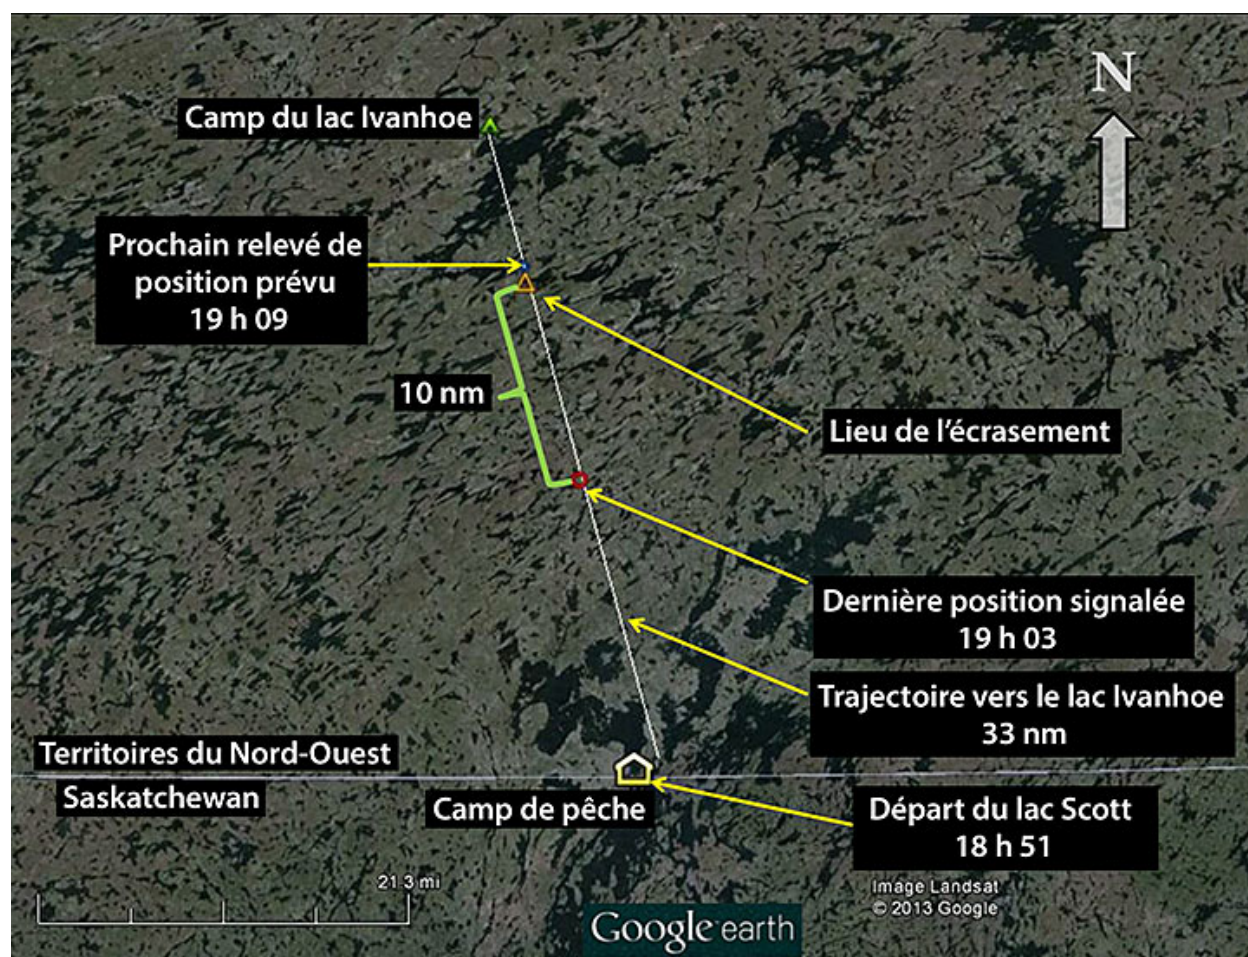 N
Camp du lac Ivanhoe
Prochain relevé de
position prévu
19 h 09
10 nm
Lieu de l'écrasement
Dernière position signalée
19 h 03
Trajectoire vers le lac Ivanhoe
33 nm
Territoires du Nord-Ouest
Saskatchewan
Camp de pêche
Départ du lac Scott
18 h 51
21.3 mi
Image Landsat
© 2013 Google
Google earth